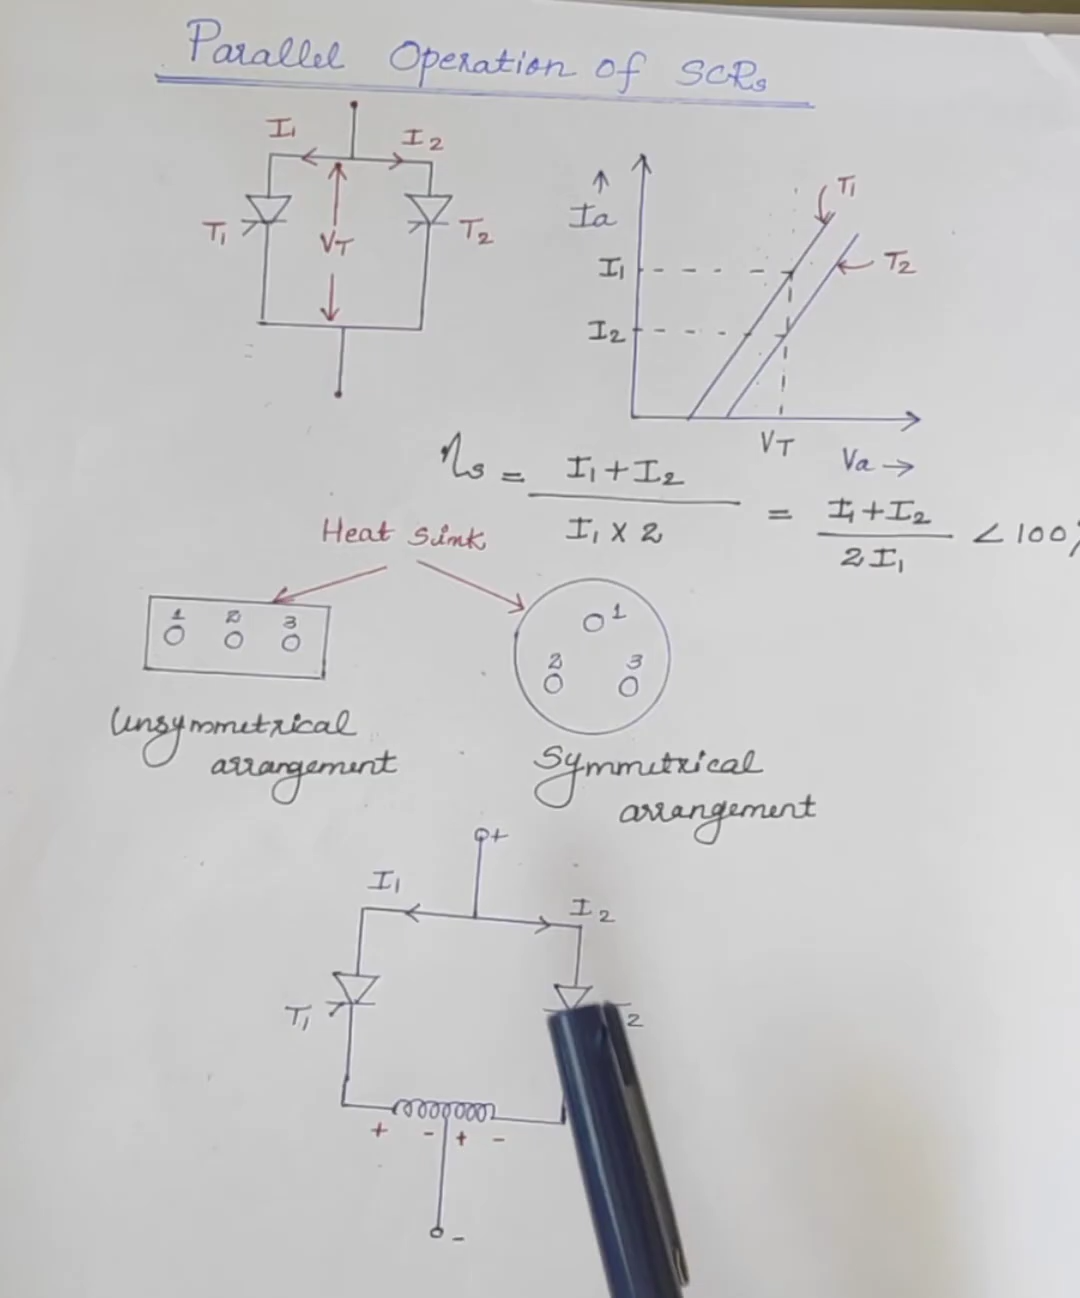 Parallel Operation of SCRs
I1 I2
T1 VT T2
↑
Ia
I1
I2
T1
T2
VT Va →
ηs = I1+I2 / I1 × 2 = I1+I2 / 2I1 < 100%
Heat sink
1 2 3
1
2 3
Unsymmetrical
arrangement
Symmetrical
arrangement
+
I1 I2
T1 2
+ - + -
-